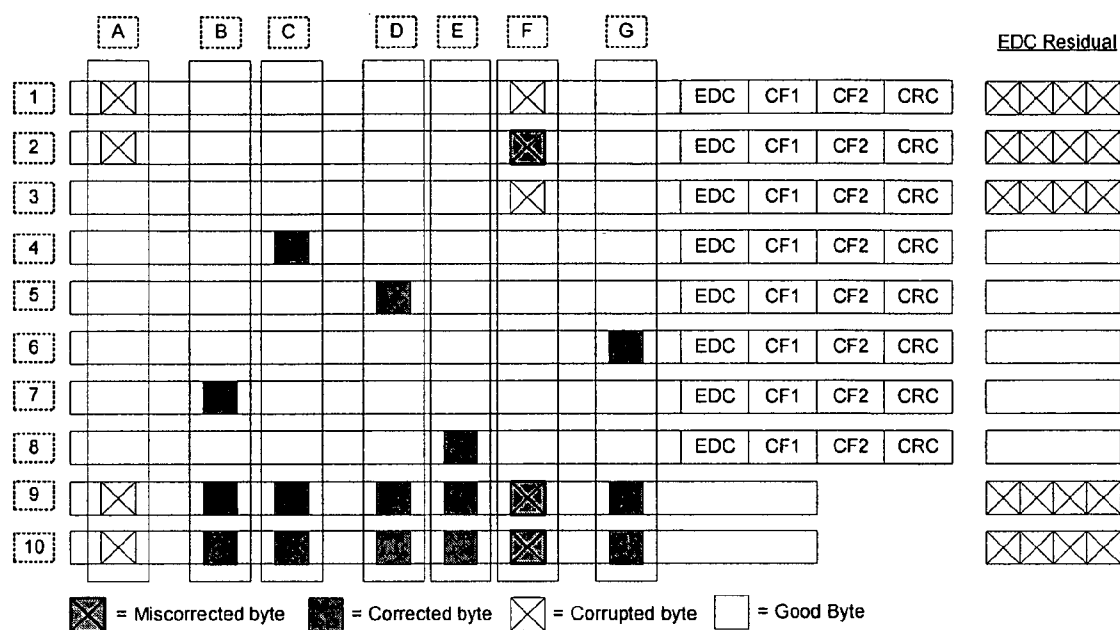 A B C D E F G
EDC Residual
1 EDC CF1 CF2 CRC
2 EDC CF1 CF2 CRC
3 EDC CF1 CF2 CRC
4 EDC CF1 CF2 CRC
5 EDC CF1 CF2 CRC
6 EDC CF1 CF2 CRC
7 EDC CF1 CF2 CRC
8 EDC CF1 CF2 CRC
9
10
= Miscorrected byte = Corrected byte = Corrupted byte = Good Byte